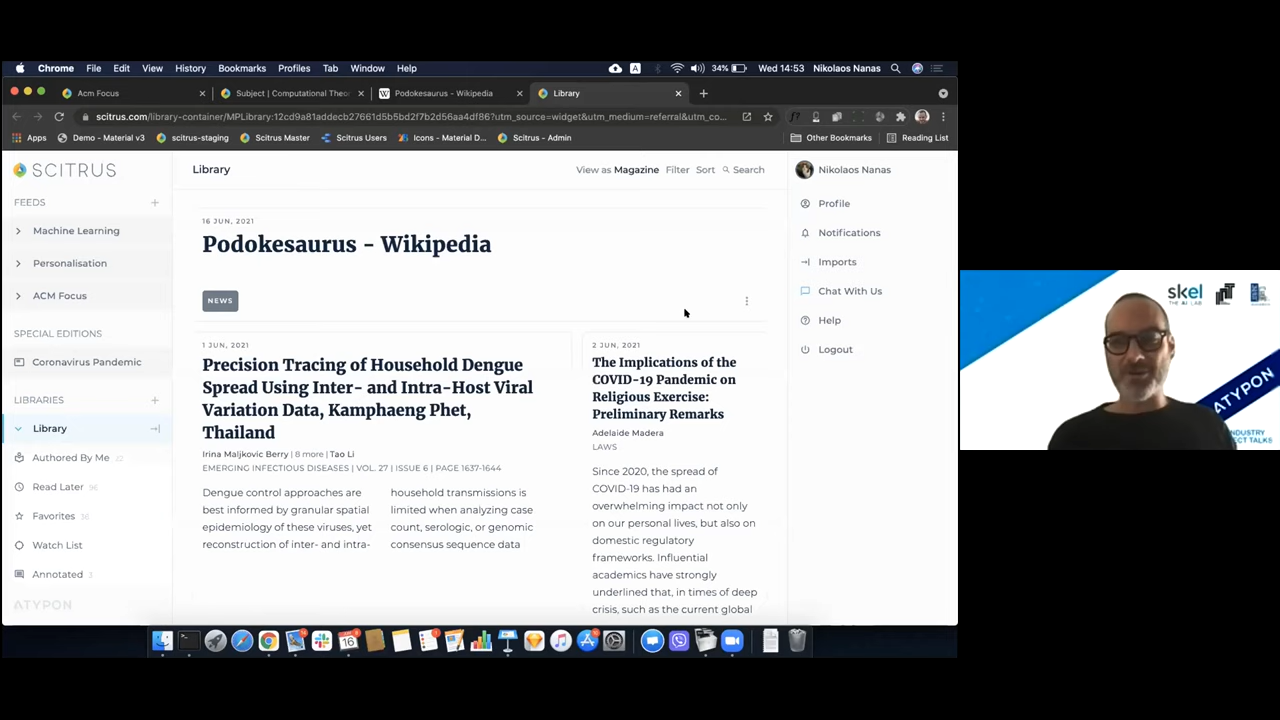 Chrome File Edit View History Bookmarks Profiles Tab Window Help
A 34% Wed 14:53 Nikolaos Nanas
Acm Focus
Subject | Computational Theor
W Podokesaurus - Wikipedia
Library
scitrus.com/library-container/MPLibrary:12cd9a81addecb27661d5b5bd2f7b2d56aa4df86?utm_source=widget&utm_medium=referral&utm_co...
Apps Demo - Material v3 scitrus-staging Scitrus Master Scitrus Users Icons - Material D... Scitrus - Admin Other Bookmarks Reading List
SCITRUS
FEEDS
Machine Learning
Personalisation
ACM Focus
SPECIAL EDITIONS
Coronavirus Pandemic
LIBRARIES
Library
Authored By Me 22
Read Later
Favorites
Watch List
Annotated 3
ATYPON
Library
View as Magazine Filter Sort Search
16 JUN, 2021
Podokesaurus - Wikipedia
NEWS
1 JUN, 2021
Precision Tracing of Household Dengue
Spread Using Inter- and Intra-Host Viral
Variation Data, Kamphaeng Phet,
Thailand
Irina Maljkovic Berry | 8 more | Tao Li
EMERGING INFECTIOUS DISEASES | VOL. 27 | ISSUE 6 | PAGE 1637-1644
Dengue control approaches are
best informed by granular spatial
epidemiology of these viruses, yet
reconstruction of inter- and intra-
household transmissions is
limited when analyzing case
count, serologic, or genomic
consensus sequence data
2 JUN, 2021
The Implications of the
COVID-19 Pandemic on
Religious Exercise:
Preliminary Remarks
Adelaide Madera
LAWS
Since 2020, the spread of
COVID-19 has had an
overwhelming impact not only
on our personal lives, but also on
domestic regulatory
frameworks. Influential
academics have strongly
underlined that, in times of deep
crisis, such as the current global
Nikolaos Nanas
Profile
Notifications
Imports
Chat With Us
Help
Logout
16
skel
THE AI LAB
ATYPON
INDUSTRY
ECT TALKS